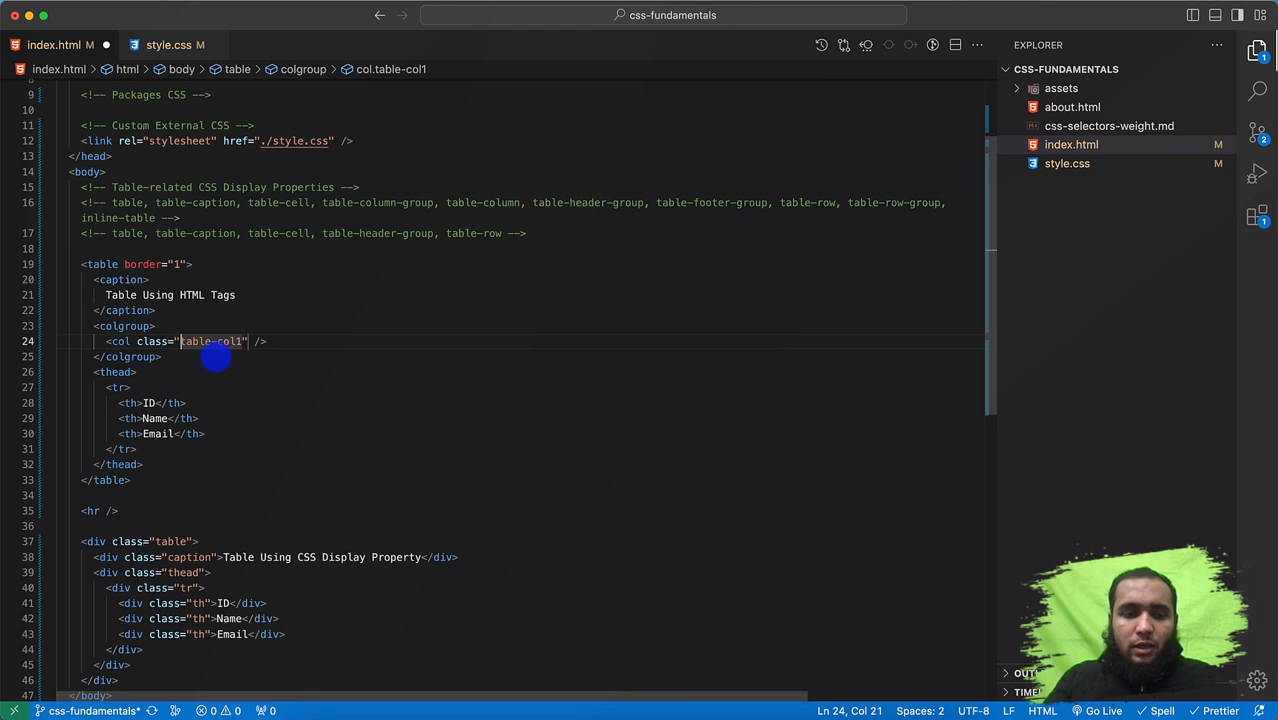 css-fundamentals
index.html M
style.css M
index.html > html > body > table > colgroup > col.table-col1
EXPLORER
CSS-FUNDAMENTALS
assets
about.html
css-selectors-weight.md
index.html M
style.css M
9 <!-- Packages CSS -->
10
11 <!-- Custom External CSS -->
12 <link rel="stylesheet" href="./style.css" />
13 </head>
14 <body>
15 <!-- Table-related CSS Display Properties -->
16 <!-- table, table-caption, table-cell, table-column-group, table-column, table-header-group, table-footer-group, table-row, table-row-group,
inline-table -->
17 <!-- table, table-caption, table-cell, table-header-group, table-row -->
18
19 <table border="1">
20 <caption>
21 Table Using HTML Tags
22 </caption>
23 <colgroup>
24 <col class="table-col1" />
25 </colgroup>
26 <thead>
27 <tr>
28 <th>ID</th>
29 <th>Name</th>
30 <th>Email</th>
31 </tr>
32 </thead>
33 </table>
34
35 <hr />
36
37 <div class="table">
38 <div class="caption">Table Using CSS Display Property</div>
39 <div class="thead">
40 <div class="tr">
41 <div class="th">ID</div>
42 <div class="th">Name</div>
43 <div class="th">Email</div>
44 </div>
45 </div>
46 </div>
47 </body>
1
2
1
css-fundamentals*
0 0
0
Ln 24, Col 21
Spaces: 2
UTF-8
LF
HTML
Go Live
Spell
Prettier